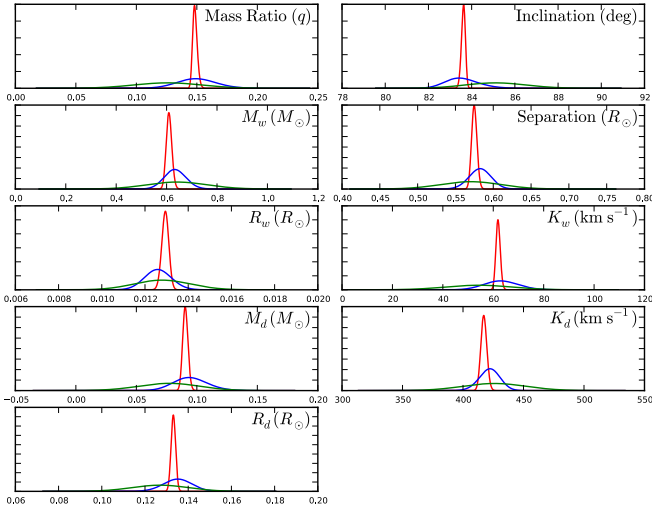 Mass Ratio (q)
0.00 0.05 0.10 0.15 0.20 0.25
Inclination (deg)
78 80 82 84 86 88 90 92
M_w (M_⊙)
0,0 0,2 0,4 0,6 0,8 1,0 1,2
Separation (R_⊙)
0,40 0,45 0,50 0,55 0,60 0,65 0,70 0,75 0,80
R_w (R_⊙)
0.006 0.008 0.010 0.012 0.014 0.016 0.018 0.020
K_w (km s⁻¹)
0 20 40 60 80 100 120
M_d (M_⊙)
−0.05 0.00 0.05 0.10 0.15 0.20
K_d (km s⁻¹)
300 350 400 450 500 550
R_d (R_⊙)
0.06 0.08 0.10 0.12 0.14 0.16 0.18 0.20